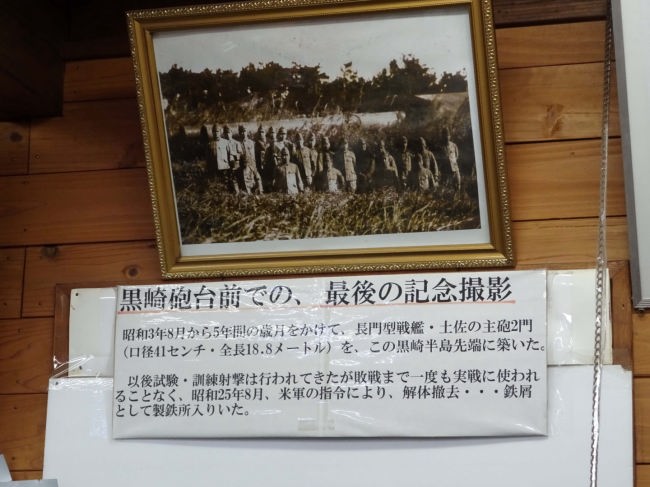 黒崎砲台前での、最後の記念撮影
昭和3年8月から5年間の歳月をかけて、長門型戦艦・土佐の主砲2門
（口径41センチ・全長18.8メートル）を、この黒崎半島先端に築いた。
以後試験・訓練射撃は行われてきたが敗戦まで一度も実戦に使われ
ることなく、昭和25年8月、米軍の指令により、解体撤去・・・鉄屑
として製鉄所入りいた。